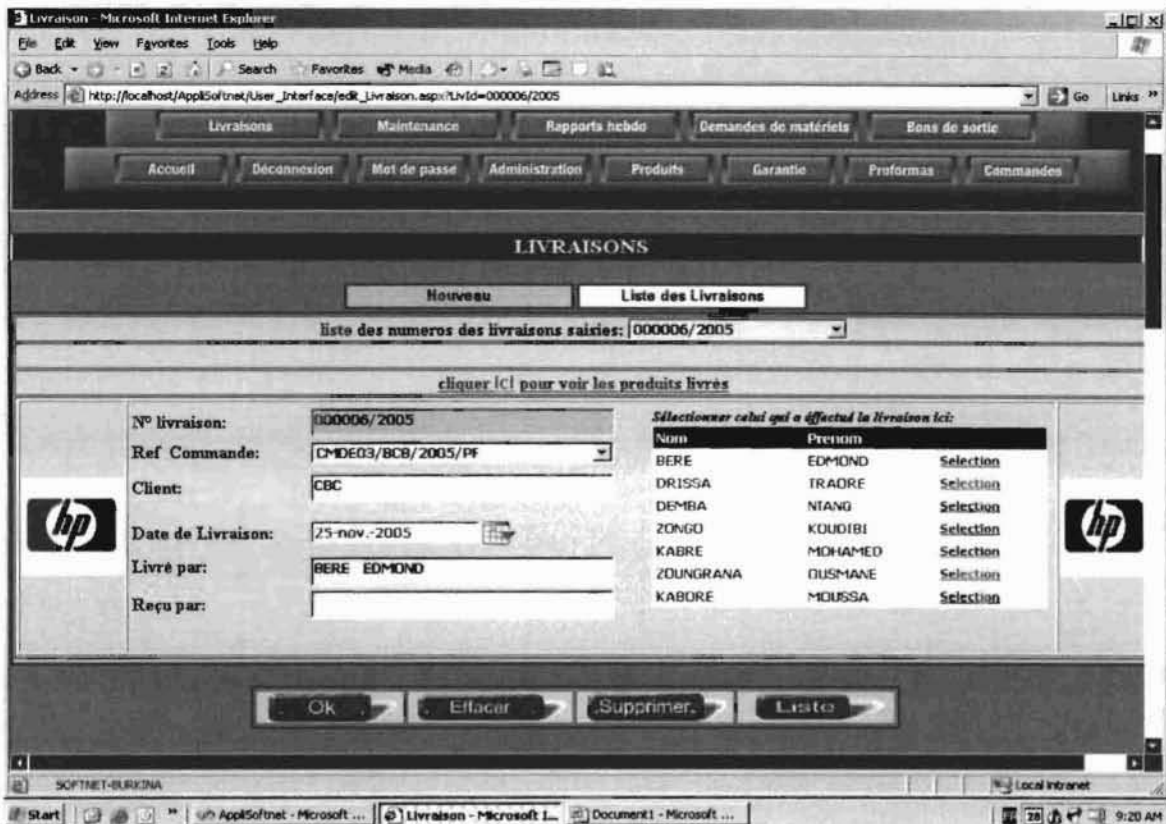 Livraison - Microsoft Internet Explorer
File Edit View Favorites Tools Help
Back Search Favorites Media
Address http://localhost/AppliSoftnet/User_Interface/edit_Livraison.aspx?LivId=000006/2005 Go Links »
Livraisons Maintenance Rapports hebdo Demandes de matériels Bons de sortie
Accueil Déconnexion Mot de passe Administration Produits Garantie Proformas Commandes
LIVRAISONS
Nouveau Liste des Livraisons
liste des numeros des livraisons saisies: 000006/2005
cliquer ICI pour voir les produits livrés
N° livraison: 000006/2005
Ref Commande: CMDE03/BCB/2005/PF
Client: CBC
Date de Livraison: 25-nov.-2005
Livré par: BERE EDMOND
Reçu par:
hp
Sélectionner celui qui a éffectué la livraison ici:
Nom Prenom
BERE EDMOND Selection
DRISSA TRAORE Selection
DEMBA NIANG Selection
ZONGO KOUDIBI Selection
KABRE MOHAMED Selection
ZOUNGRANA OUSMANE Selection
KABORE MOUSSA Selection
hp
Ok Effacer Supprimer Liste
SOFTNET-BURKINA Local intranet
Start » AppliSoftnet - Microsoft ... Livraison - Microsoft I... Document1 - Microsoft ... 28 9:20 AM